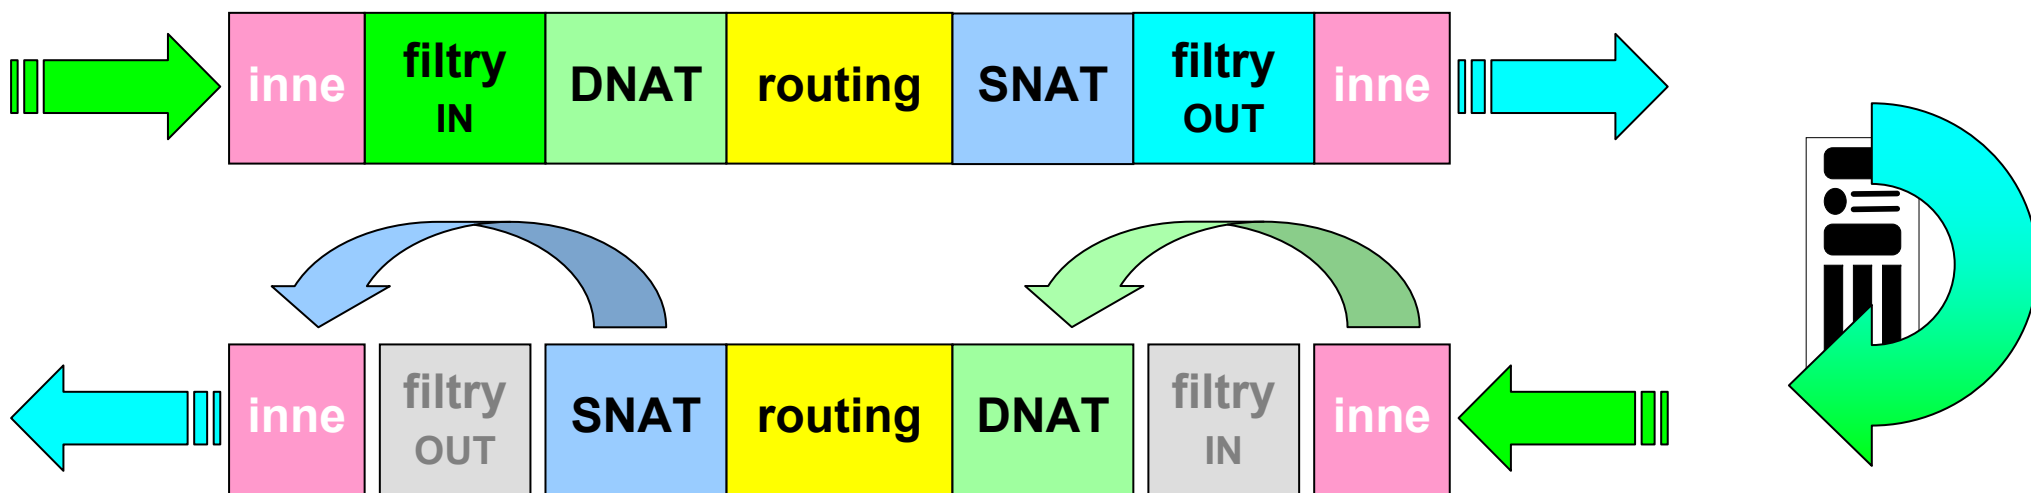 inne
filtry
IN
DNAT
routing
SNAT
filtry
OUT
inne
inne
filtry
OUT
SNAT
routing
DNAT
filtry
IN
inne